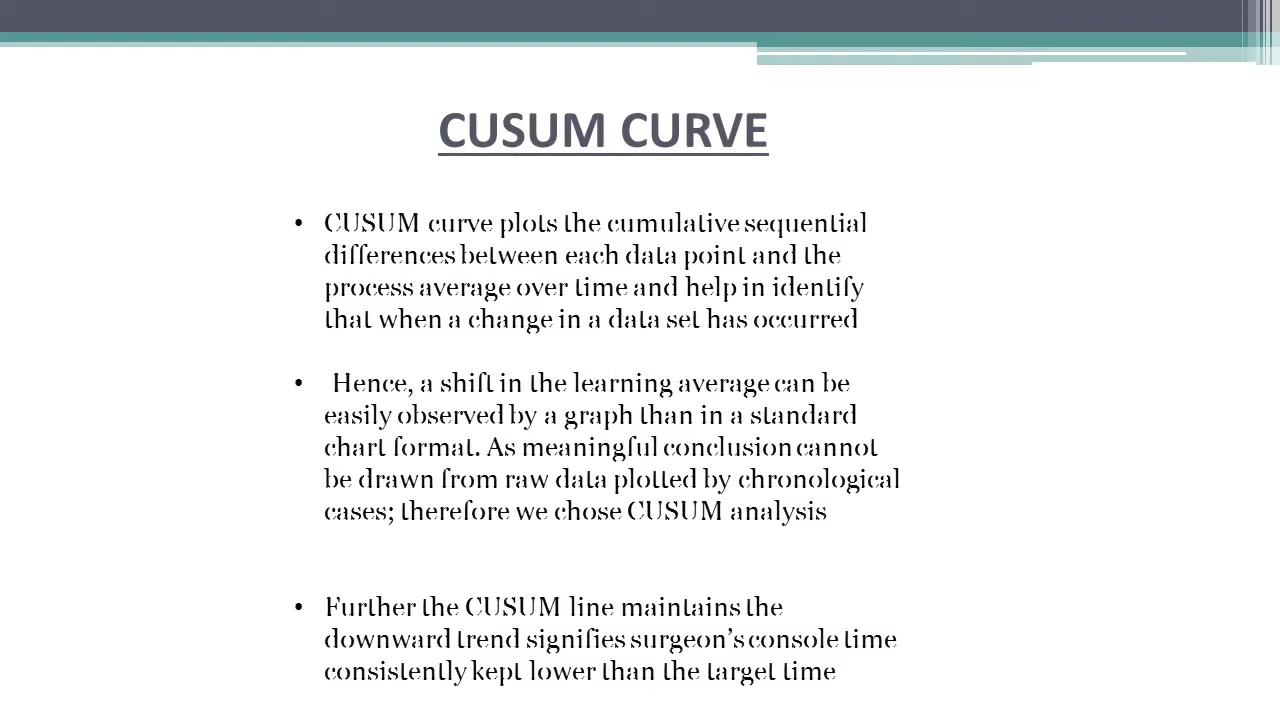 CUSUM CURVE
• CUSUM curve plots the cumulative sequential
differences between each data point and the
process average over time and help in identify
that when a change in a data set has occurred
• Hence, a shift in the learning average can be
easily observed by a graph than in a standard
chart format. As meaningful conclusion cannot
be drawn from raw data plotted by chronological
cases; therefore we chose CUSUM analysis
• Further the CUSUM line maintains the
downward trend signifies surgeon’s console time
consistently kept lower than the target time